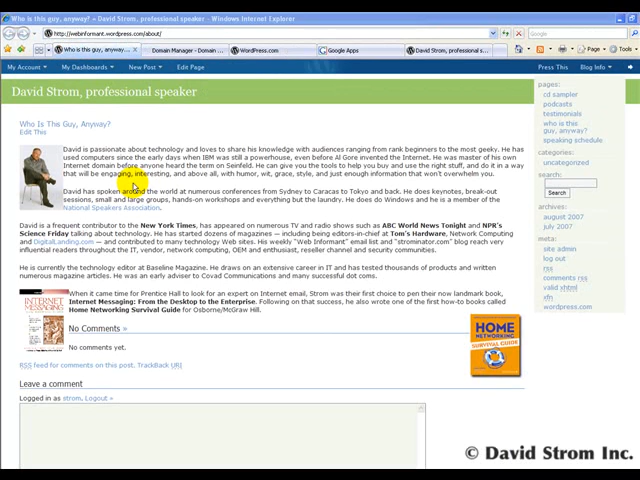 Who is this guy, anyway? « David Strom, professional speaker - Windows Internet Explorer
http://webinformant.wordpress.com/about/
Google
Who is this guy, anyway?...
Domain Manager - Domain ...
WordPress.com
Google Apps
David Strom, professional s...
Page
Tools
My Account
My Dashboards
New Post
Edit Page
Press This
Blog Info
David Strom, professional speaker
Who Is This Guy, Anyway?
Edit This
David is passionate about technology and loves to share his knowledge with audiences ranging from rank beginners to the most geeky. He has
used computers since the early days when IBM was still a powerhouse, even before Al Gore invented the Internet. He was master of his own
Internet domain before anyone heard the term on Seinfeld. He can give you the tools to help you buy and use the right stuff, and do it in a way
that will be engaging, interesting, and above all, with humor, wit, grace, style, and just enough information that won't overwhelm you.
David has spoken around the world at numerous conferences from Sydney to Caracas to Tokyo and back. He does keynotes, break-out
sessions, small and large groups, hands-on workshops and everything but the laundry. He does do Windows and he is a member of the
National Speakers Association.
David is a frequent contributor to the New York Times, has appeared on numerous TV and radio shows such as ABC World News Tonight and NPR's
Science Friday talking about technology. He has started dozens of magazines — including being editors-in-chief at Tom's Hardware, Network Computing
and DigitalLanding.com — and contributed to many technology Web sites. His weekly "Web Informant" email list and "strominator.com" blog reach very
influential readers throughout the IT, vendor, network computing, OEM and enthusiast, reseller channel and security communities.
He is currently the technology editor at Baseline Magazine. He draws on an extensive career in IT and has tested thousands of products and written
numerous magazine articles. He was an early adviser to Covad Communications and many successful dot coms.
When it came time for Prentice Hall to look for an expert on Internet email, Strom was their first choice to pen their now landmark book,
Internet Messaging: From the Desktop to the Enterprise. Following on that success, he also wrote one of the first how-to books called
Home Networking Survival Guide for Osborne/McGraw Hill.
INTERNET
MESSAGING
No Comments »
No comments yet.
HOME
NETWORKING
SURVIVAL GUIDE
RSS feed for comments on this post. TrackBack URI
Leave a comment
Logged in as strom. Logout »
pages:
cd sampler
podcasts
testimonials
who is this
guy, anyway?
speaking schedule
categories:
uncategorized
search:
Search
archives:
august 2007
july 2007
meta:
site admin
log out
rss
comments rss
valid xhtml
xfn
wordpress.com
© David Strom Inc.